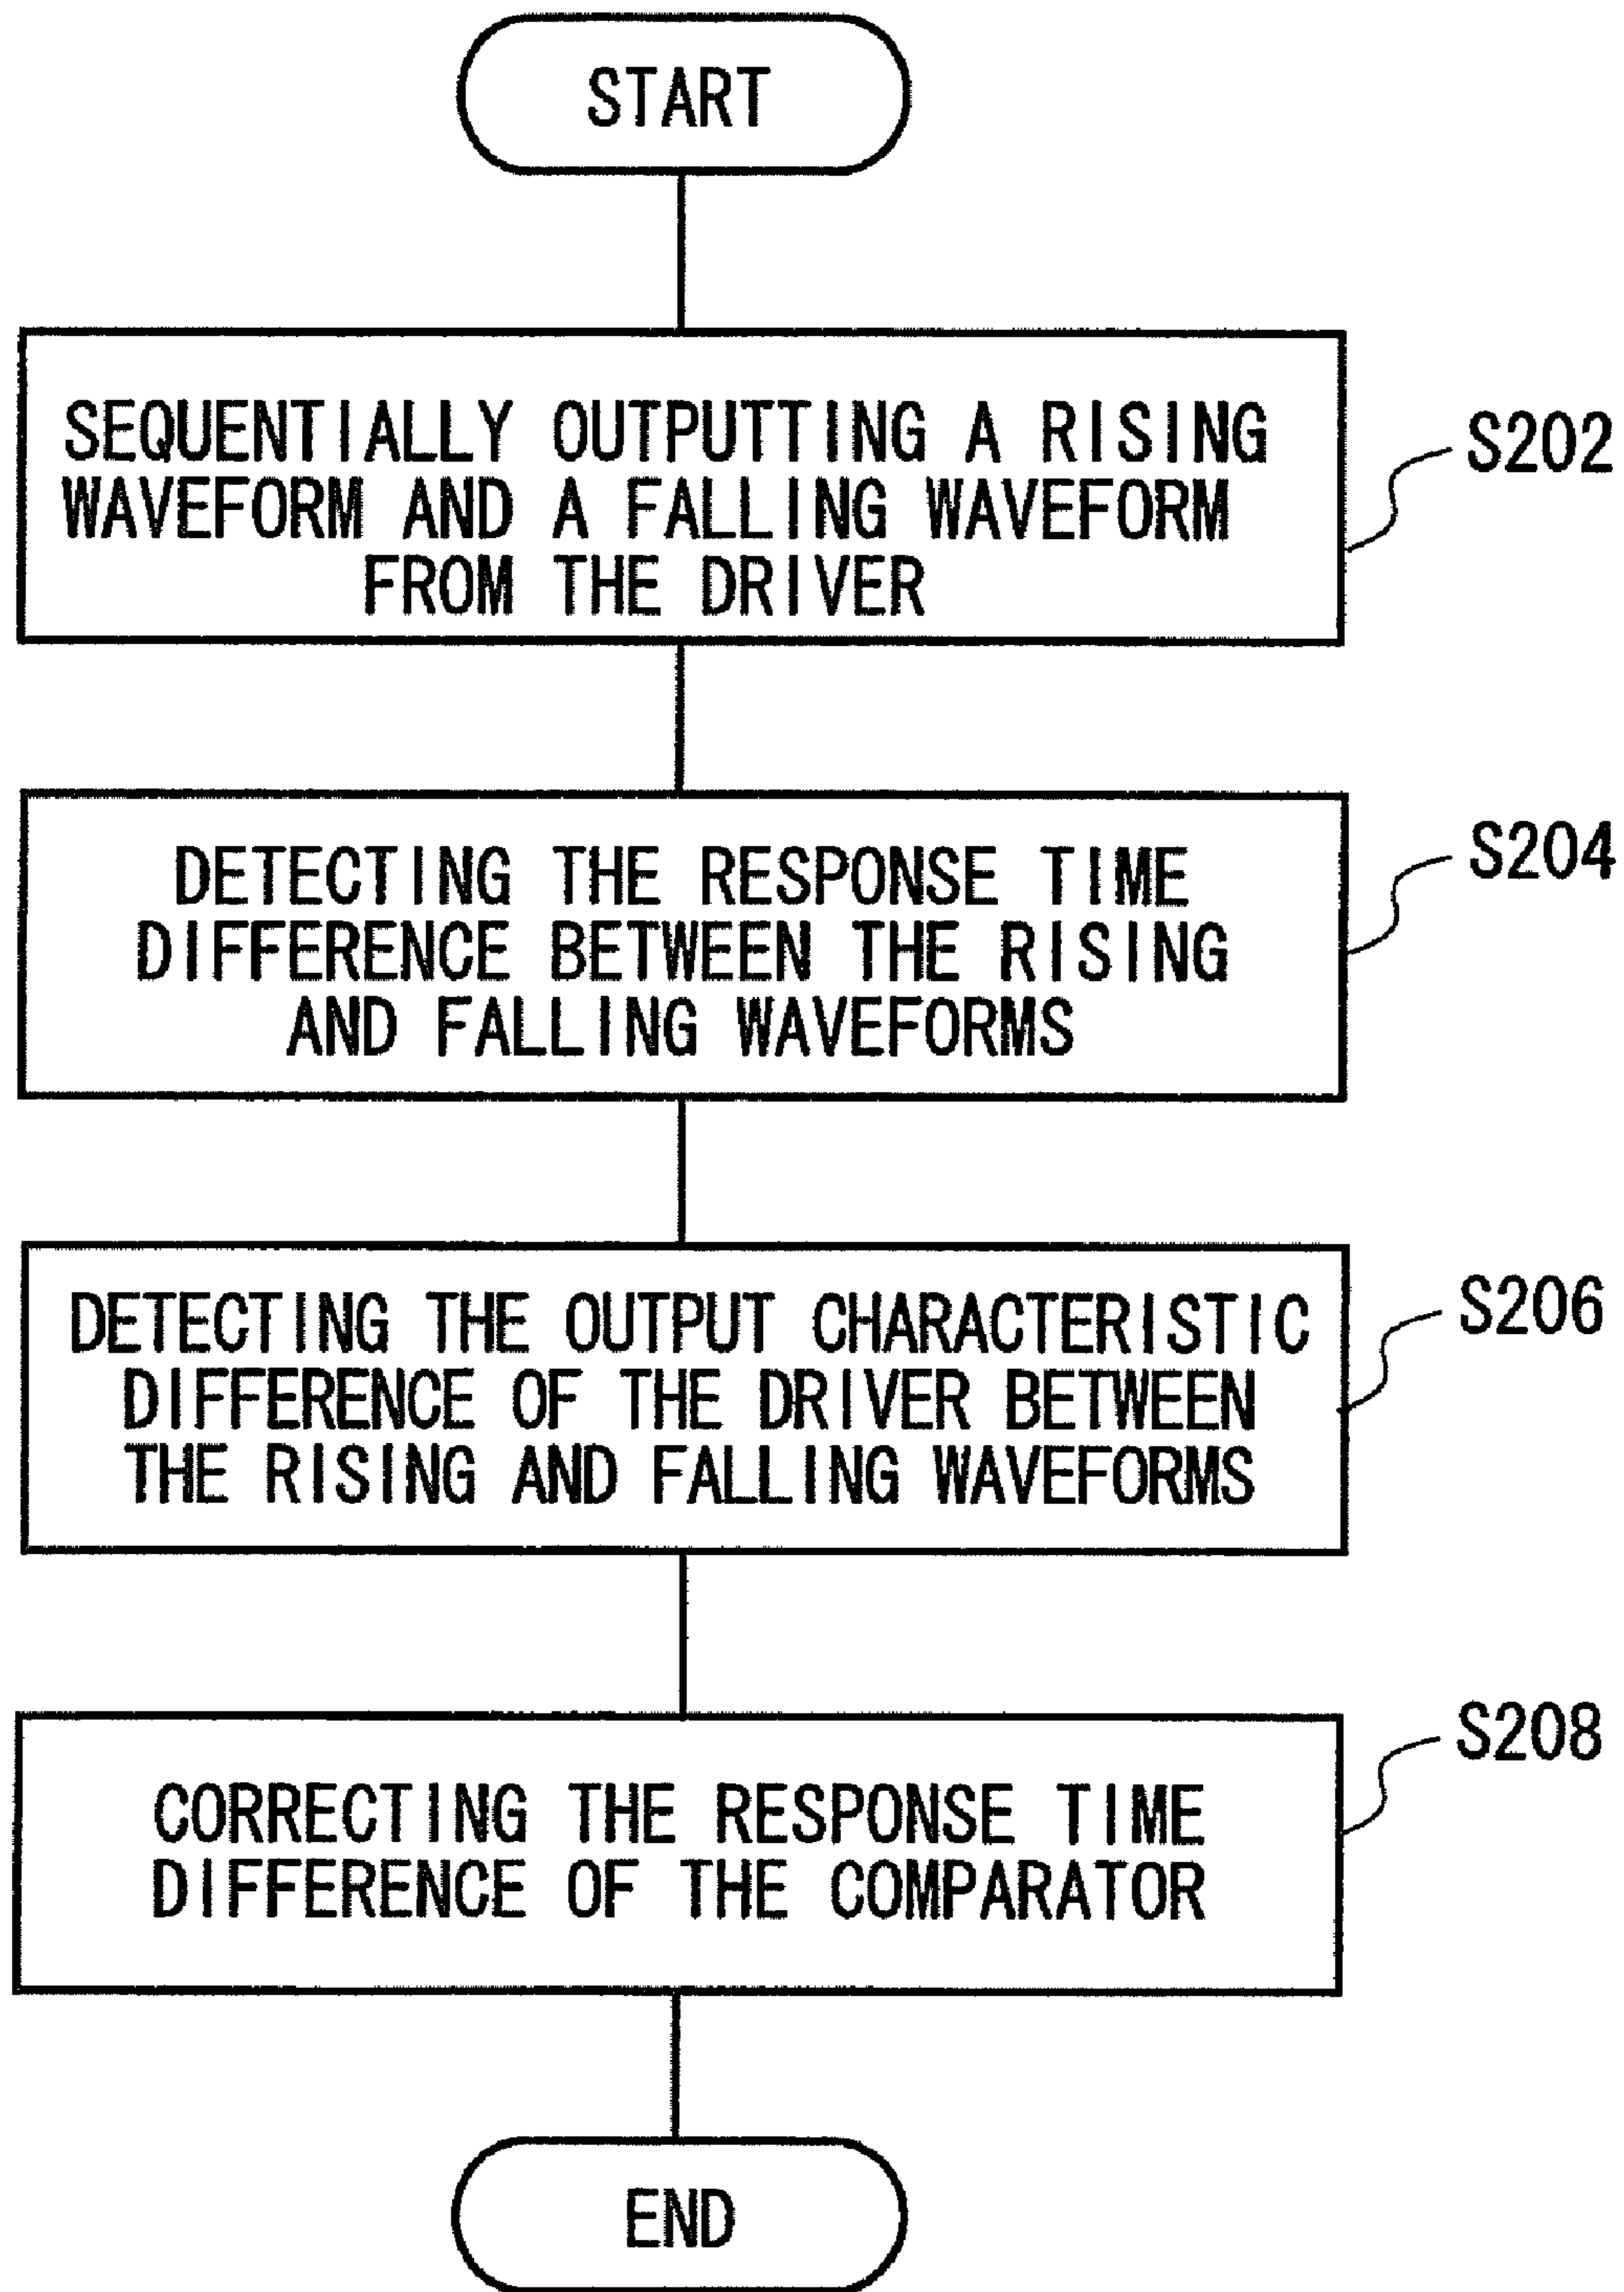 START
SEQUENTIALLY OUTPUTTING A RISING
WAVEFORM AND A FALLING WAVEFORM
FROM THE DRIVER
S202
DETECTING THE RESPONSE TIME
DIFFERENCE BETWEEN THE RISING
AND FALLING WAVEFORMS
S204
DETECTING THE OUTPUT CHARACTERISTIC
DIFFERENCE OF THE DRIVER BETWEEN
THE RISING AND FALLING WAVEFORMS
S206
CORRECTING THE RESPONSE TIME
DIFFERENCE OF THE COMPARATOR
S208
END